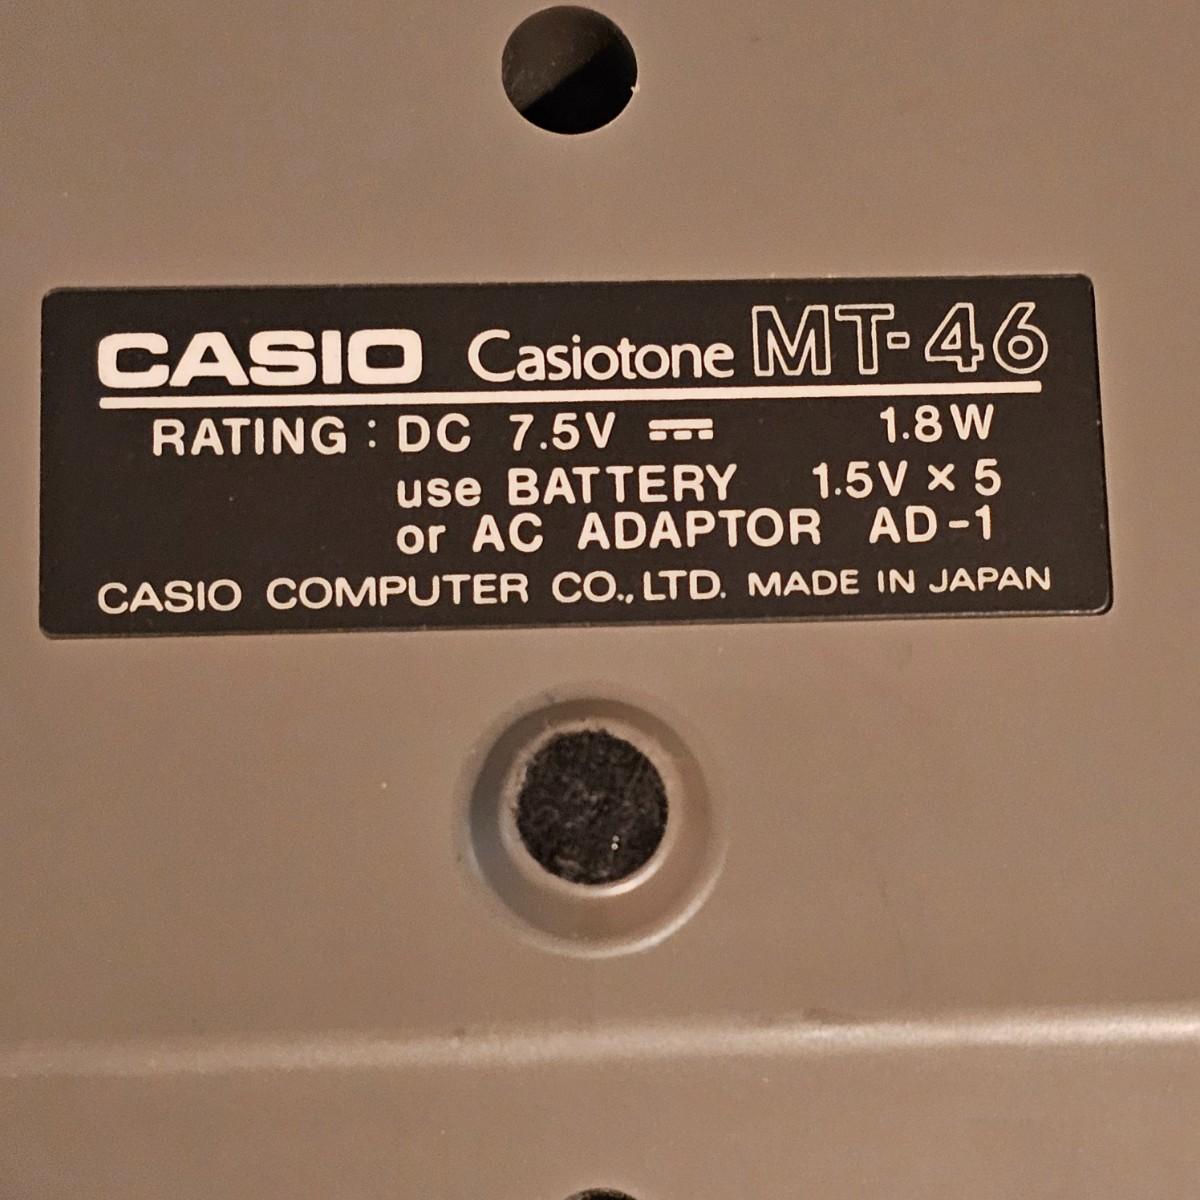 CASIO Casiotone MT-46
RATING : DC 7.5V ⎓ 1.8W
use BATTERY 1.5V × 5
or AC ADAPTOR AD-1
CASIO COMPUTER CO., LTD. MADE IN JAPAN